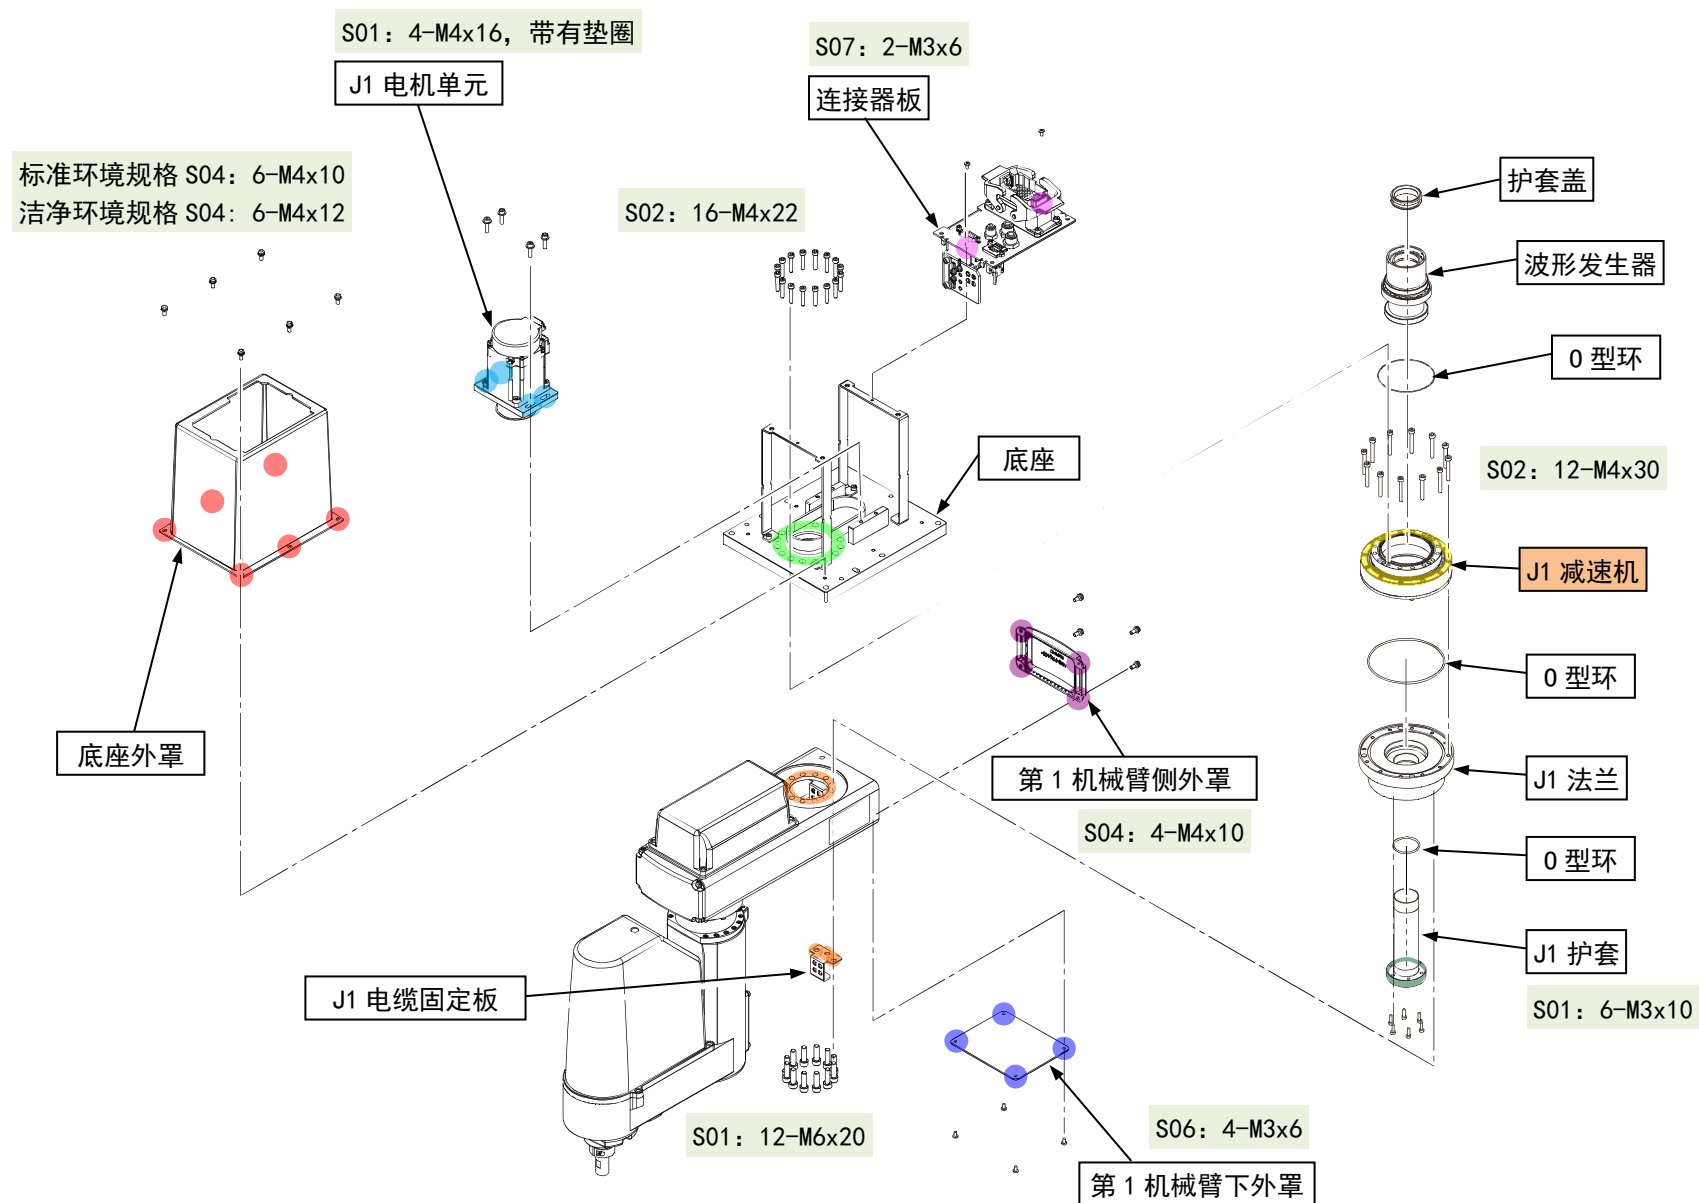 S01：4-M4x16，带有垫圈
J1 电机单元
S07：2-M3x6
连接器板
标准环境规格 S04：6-M4x10
洁净环境规格 S04：6-M4x12
S02：16-M4x22
护套盖
波形发生器
O 型环
底座
S02：12-M4x30
J1 减速机
O 型环
底座外罩
第 1 机械臂侧外罩
J1 法兰
S04：4-M4x10
O 型环
J1 护套
J1 电缆固定板
S01：6-M3x10
S01：12-M6x20
S06：4-M3x6
第 1 机械臂下外罩